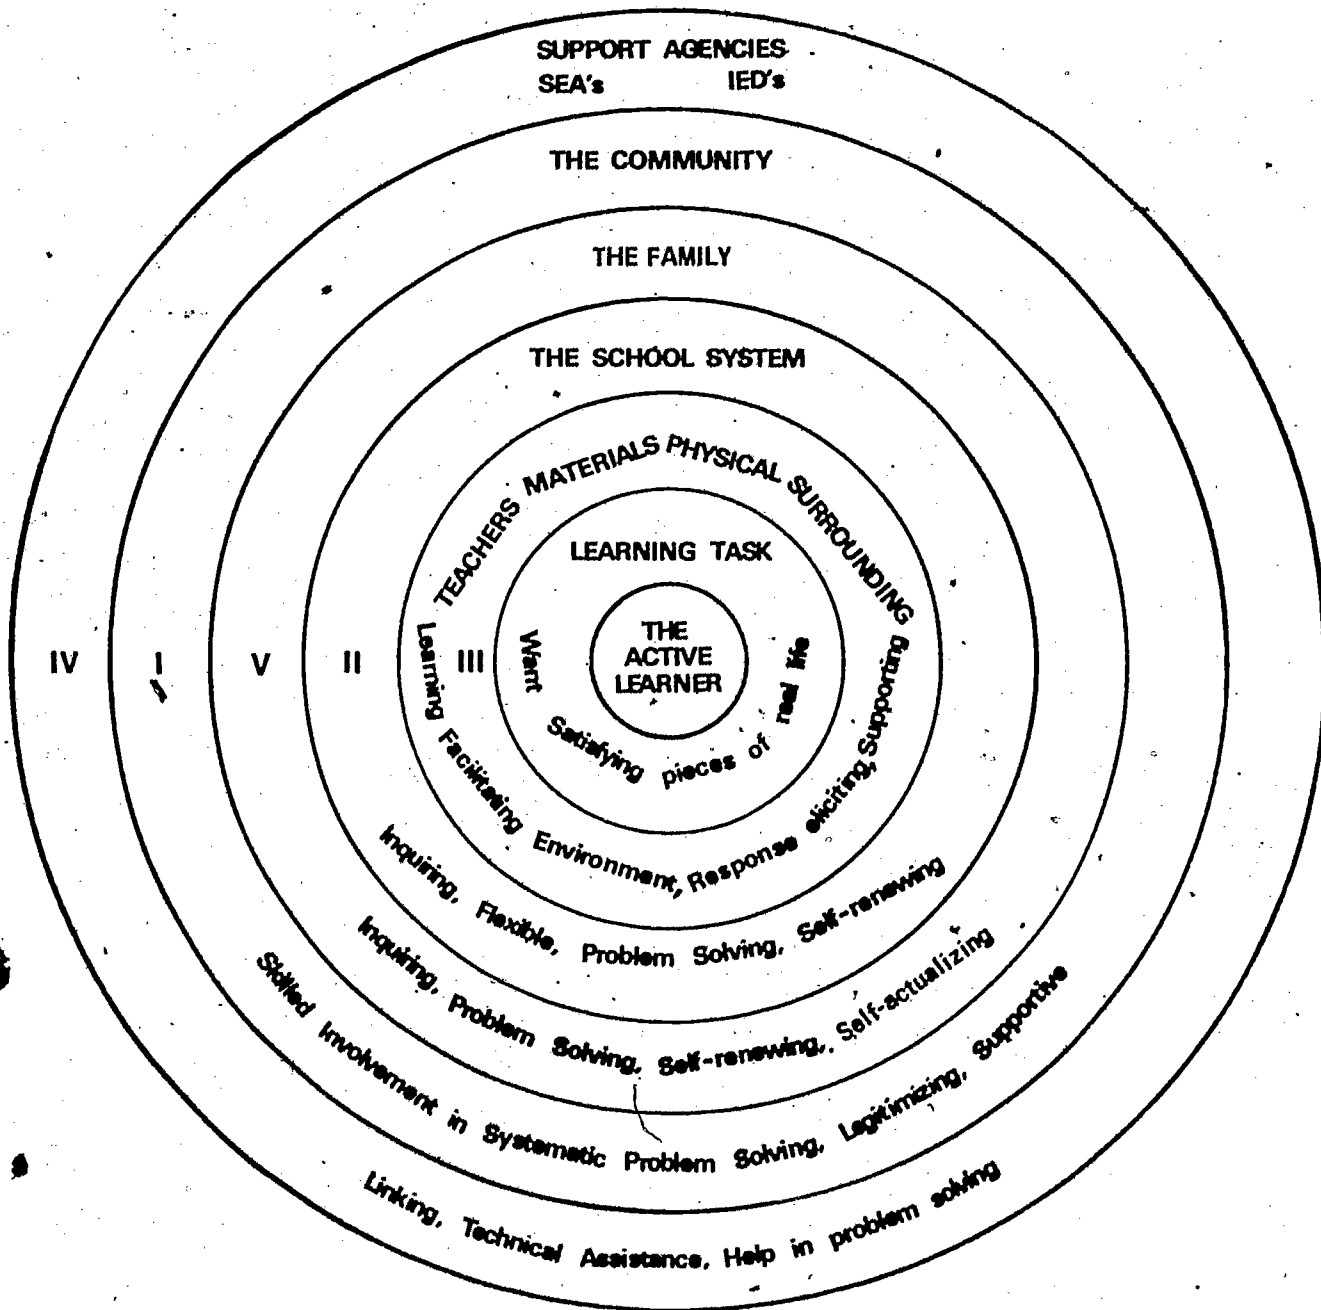 SUPPORT AGENCIES
SEA's IED's
THE COMMUNITY
THE FAMILY
THE SCHOOL SYSTEM
TEACHERS MATERIALS PHYSICAL SURROUNDING
LEARNING TASK
THE
ACTIVE
LEARNER
IV I V II III
Want Satisfying pieces of real life
Learning Facilitating Environment, Response eliciting, Supporting
Inquiring, Flexible, Problem Solving, Self-renewing
Inquiring, Problem Solving, Self-renewing, Self-actualizing
Skilled Involvement in Systematic Problem Solving, Legitimizing, Supportive
Linking, Technical Assistance, Help in problem solving